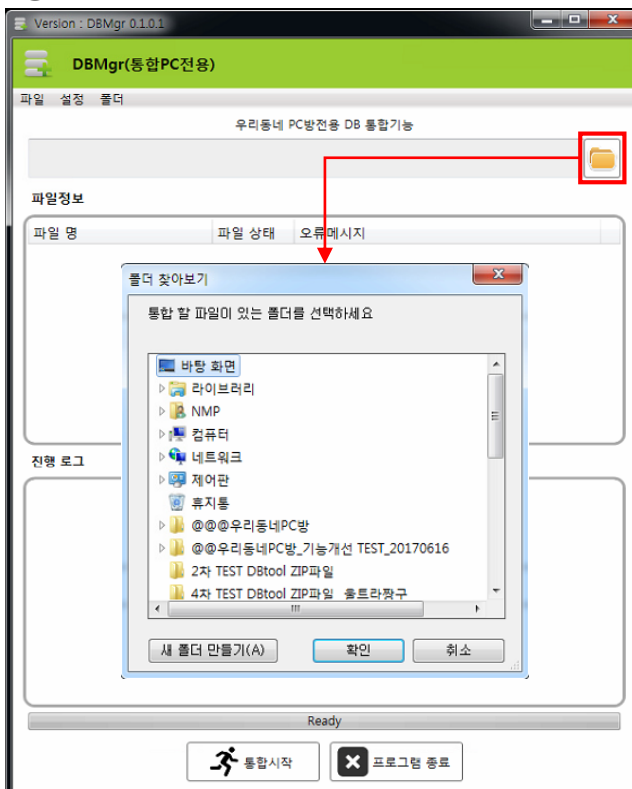 Version : DBMgr 0.1.0.1
DBMgr(통합PC전용)
파일 설정 폴더
우리동네 PC방전용 DB 통합기능
파일정보
파일 명 파일 상태 오류메시지
폴더 찾아보기
통합 할 파일이 있는 폴더를 선택하세요
바탕 화면
라이브러리
NMP
컴퓨터
네트워크
제어판
휴지통
@@@우리동네PC방
@@우리동네PC방_기능개선 TEST_20170616
2차 TEST DBtool ZIP파일
4차 TEST DBtool ZIP파일_울트라짱구
새 폴더 만들기(A) 확인 취소
진행 로그
Ready
통합시작 프로그램 종료